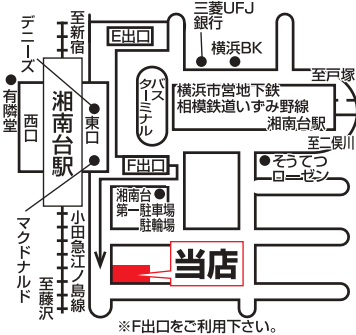 三菱UFJ
銀行
横浜BK
至戸塚
至新宿
E出口
デニーズ
バス
ターミナル
横浜市営地下鉄
相模鉄道いずみ野線
湘南台駅
至二俣川
有隣堂
西口
湘南台駅
東口
F出口
そうてつ
ローゼン
湘南台
第一駐車場
駐輪場
マクドナルド
小田急江ノ島線
至藤沢
当店
※F出口をご利用下さい。